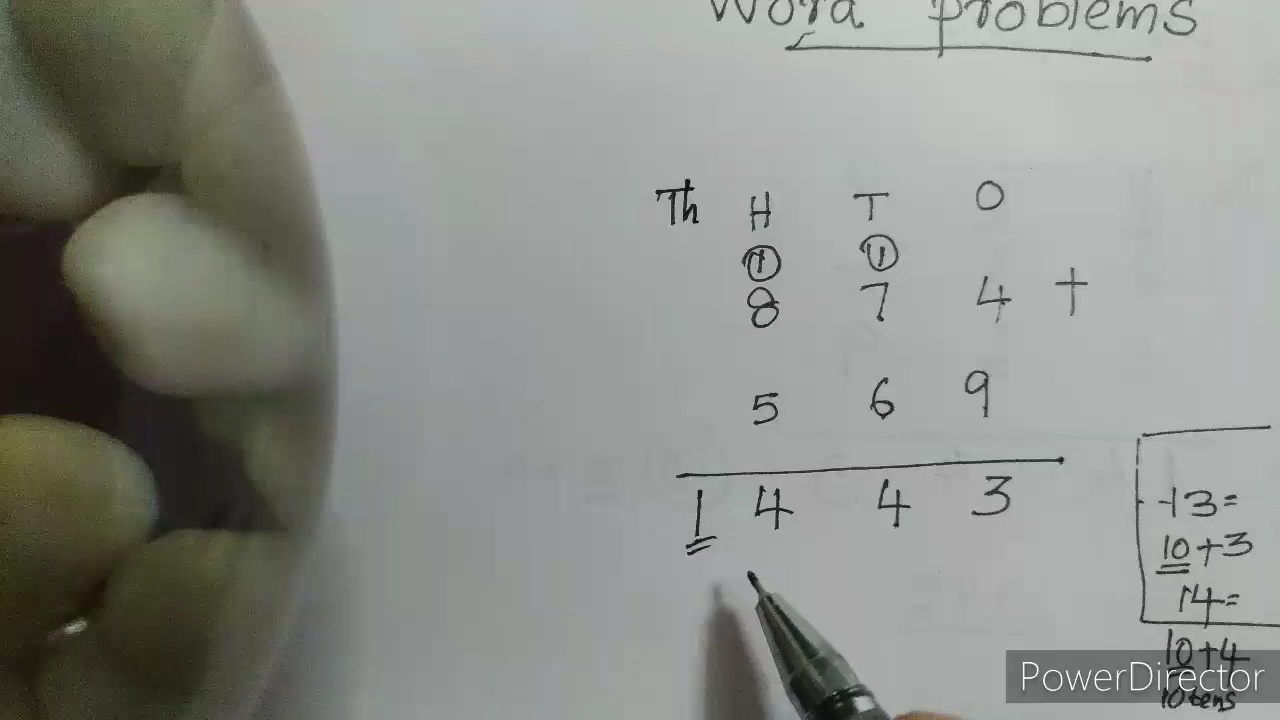 Word problems
Th H T O
1 1
8 7 4 +
5 6 9
1 4 4 3
13=
10+3
14=
10+4
10 tens
PowerDirector